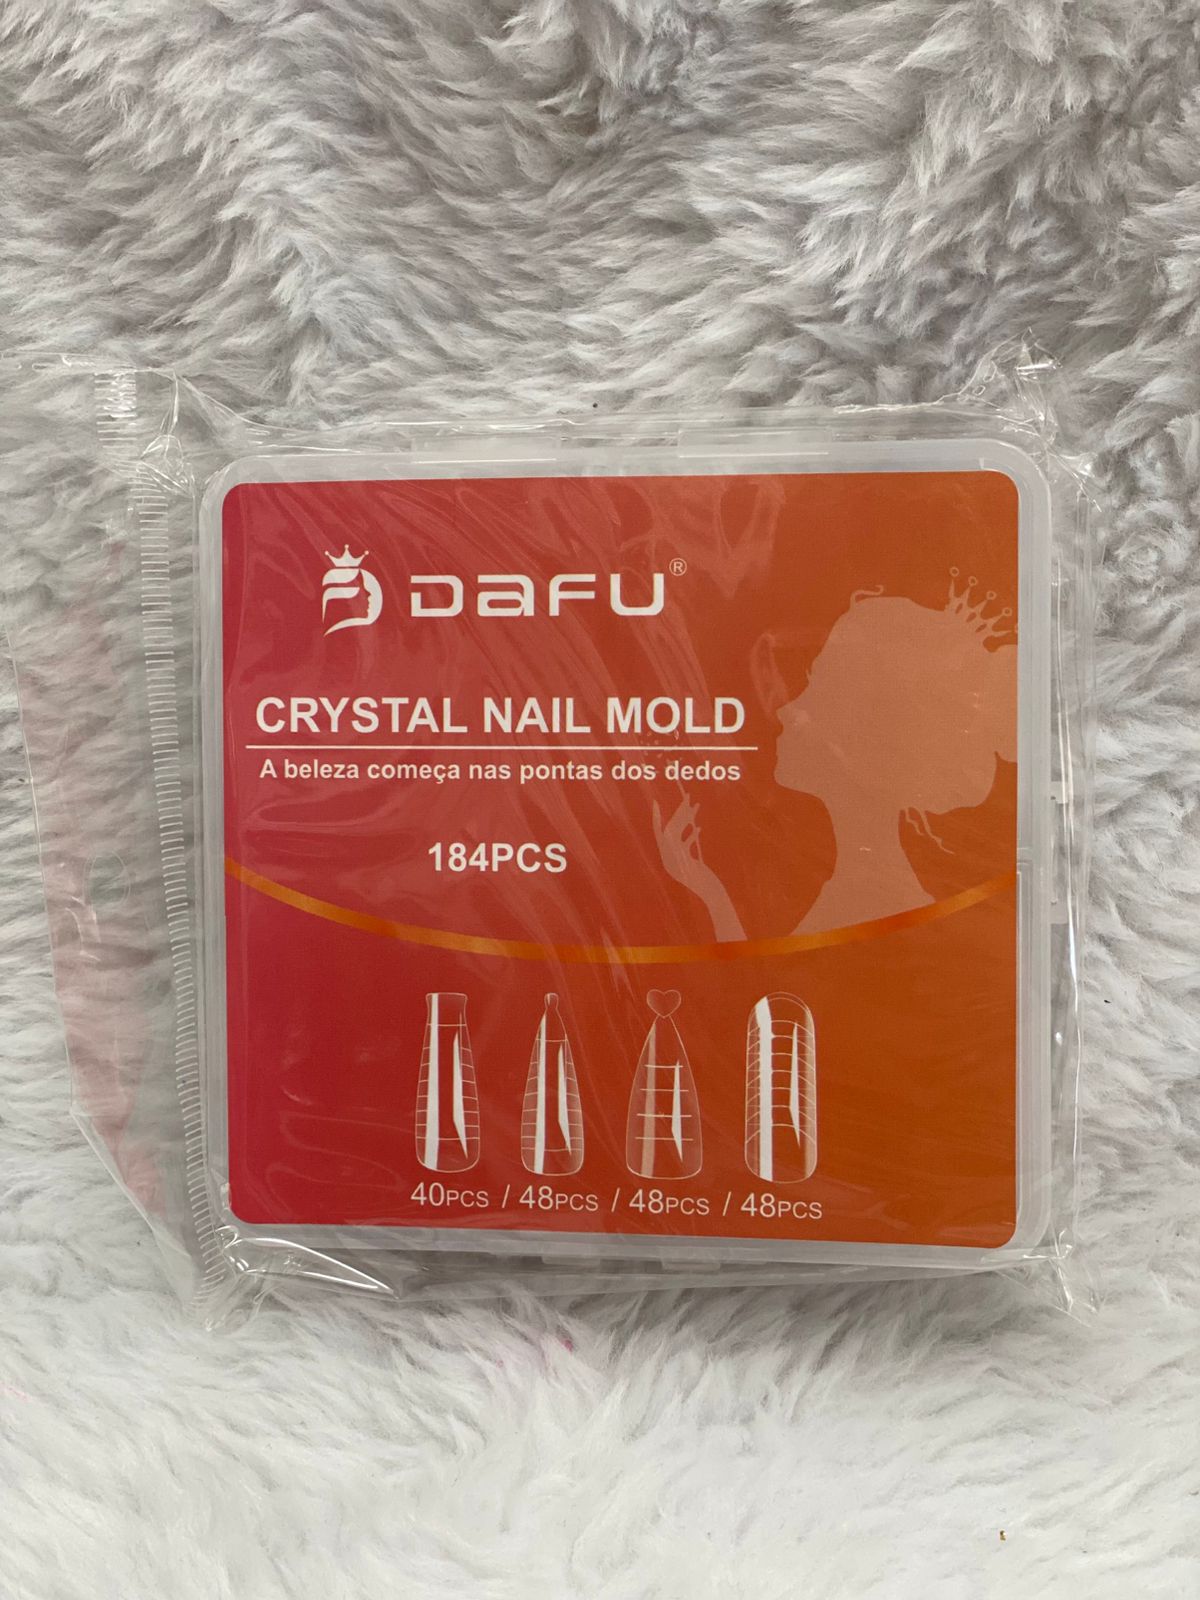 DAFU®
CRYSTAL NAIL MOLD
A beleza começa nas pontas dos dedos
184PCS
40PCS / 48PCS / 48PCS / 48PCS